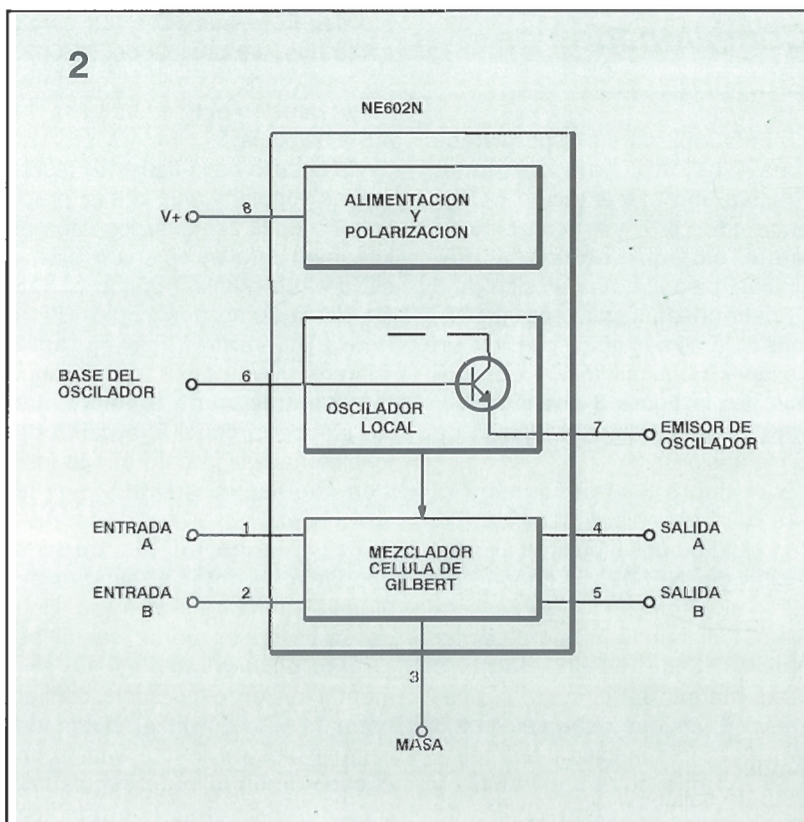 2
NE602N
ALIMENTACION
Y
POLARIZACION
V+
8
BASE DEL
OSCILADOR
6
OSCILADOR
LOCAL
7
EMISOR DE
OSCILADOR
ENTRADA
A
1
MEZCLADOR
CELULA DE
GILBERT
4
SALIDA
A
ENTRADA
B
2
5
SALIDA
B
3
MASA